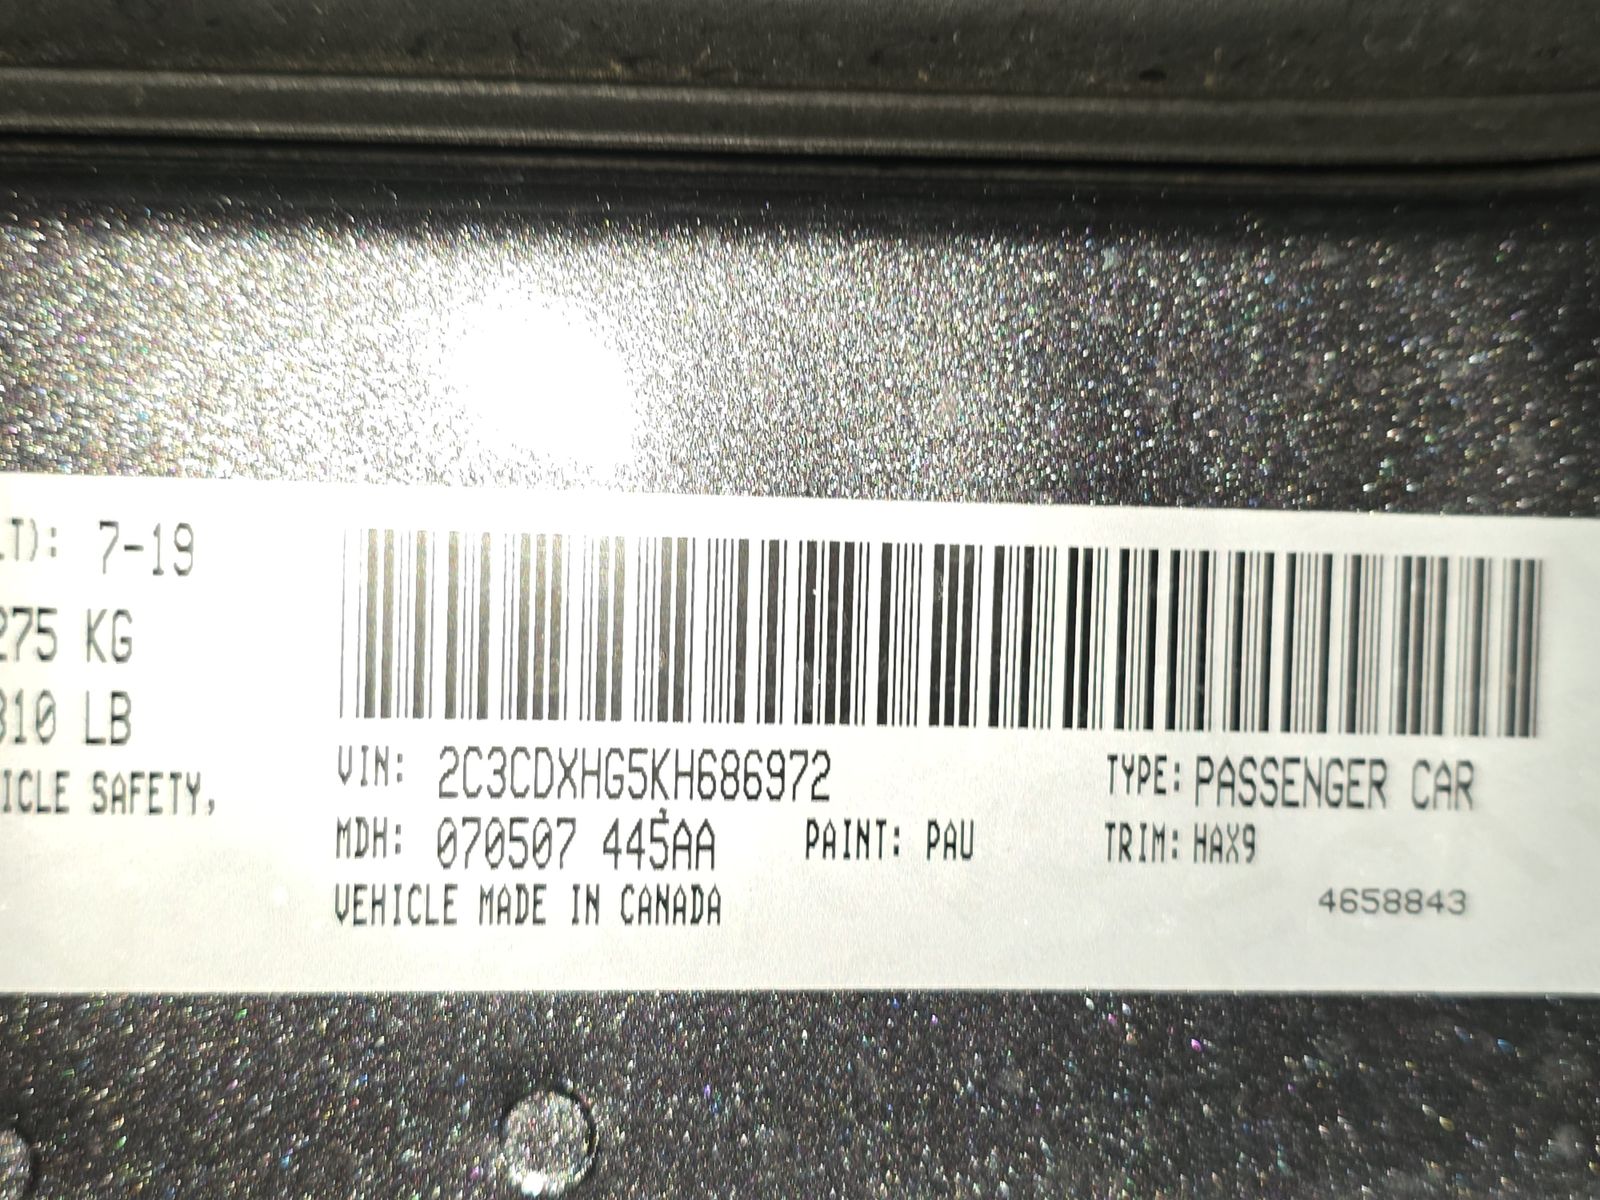 LT): 7-19
275 KG
310 LB
ICLE SAFETY,
VIN: 2C3CDXHG5KH686972 TYPE: PASSENGER CAR
MDH: 070507 445AA PAINT: PAU TRIM: HAX9
VEHICLE MADE IN CANADA
4658843